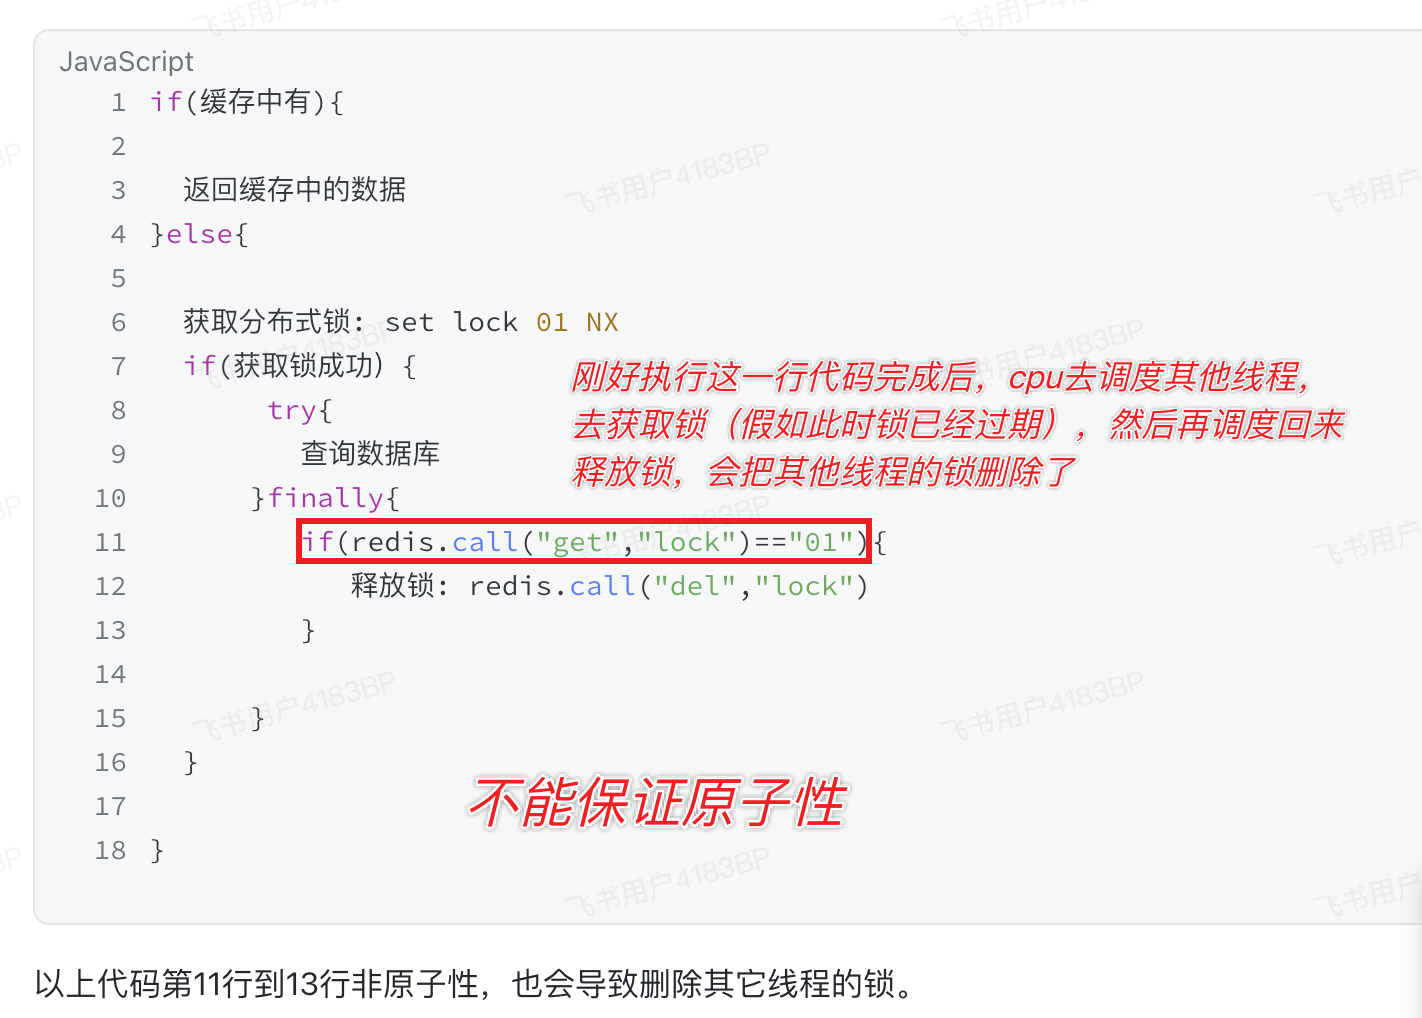 飞书用户4183BP
JavaScript
1 if(缓存中有){
2
3 返回缓存中的数据
4 }else{
5
6 获取分布式锁: set lock 01 NX
7 if(获取锁成功）{
8 try{
9 查询数据库
10 }finally{
11 if(redis.call("get","lock")=="01"){
12 释放锁: redis.call("del","lock")
13 }
14
15 }
16 }
17
18 }
刚好执行这一行代码完成后，cpu去调度其他线程，
去获取锁（假如此时锁已经过期），然后再调度回来
释放锁，会把其他线程的锁删除了
不能保证原子性
以上代码第11行到13行非原子性，也会导致删除其它线程的锁。